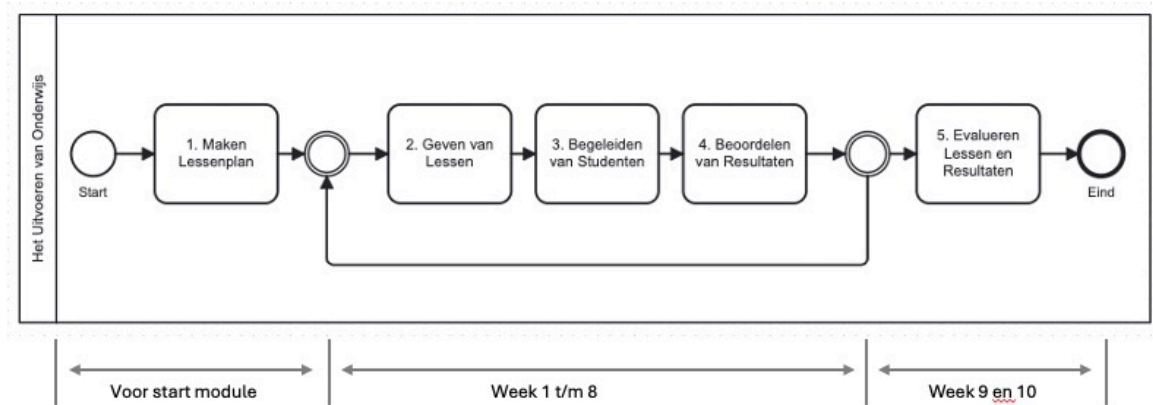 Het Uitvoeren van Onderwijs
Start
1. Maken
Lessenplan
2. Geven van
Lessen
3. Begeleiden
van Studenten
4. Beoordelen
van Resultaten
5. Evalueren
Lessen en
Resultaten
Eind
Voor start module
Week 1 t/m 8
Week 9 en 10